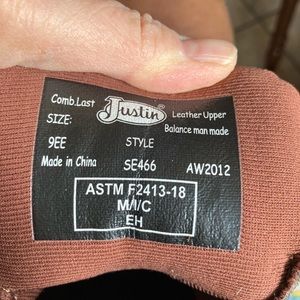 Comb.Last Justin Leather Upper
SIZE: Balance man made
9EE STYLE
Made in China SE466 AW2012
ASTM F2413-18
M/I/C
EH